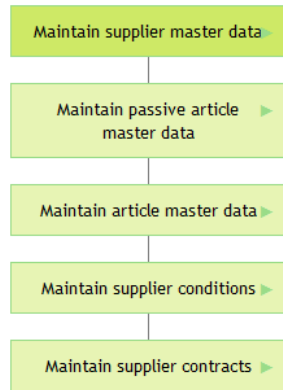 Maintain supplier master data
Maintain passive article
master data
Maintain article master data
Maintain supplier conditions
Maintain supplier contracts